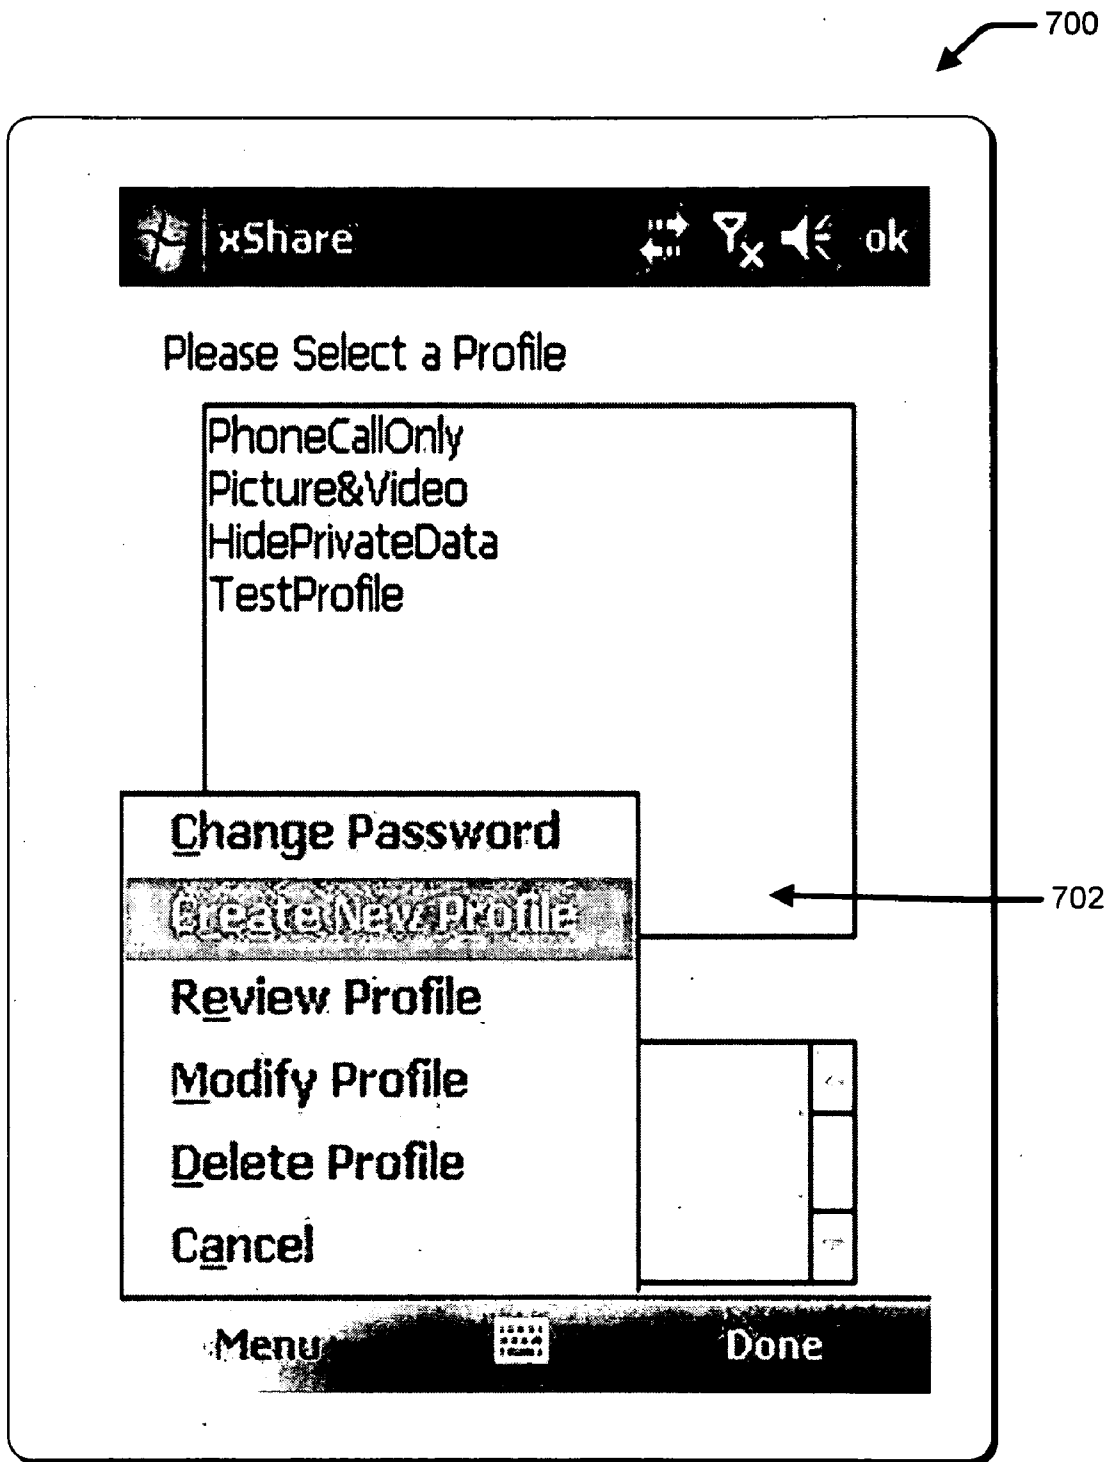 700
xShare ok
Please Select a Profile
PhoneCallOnly
Picture&Video
HidePrivateData
TestProfile
Change Password
Create New Profile
702
Review Profile
Modify Profile
Delete Profile
Cancel
Menu Done